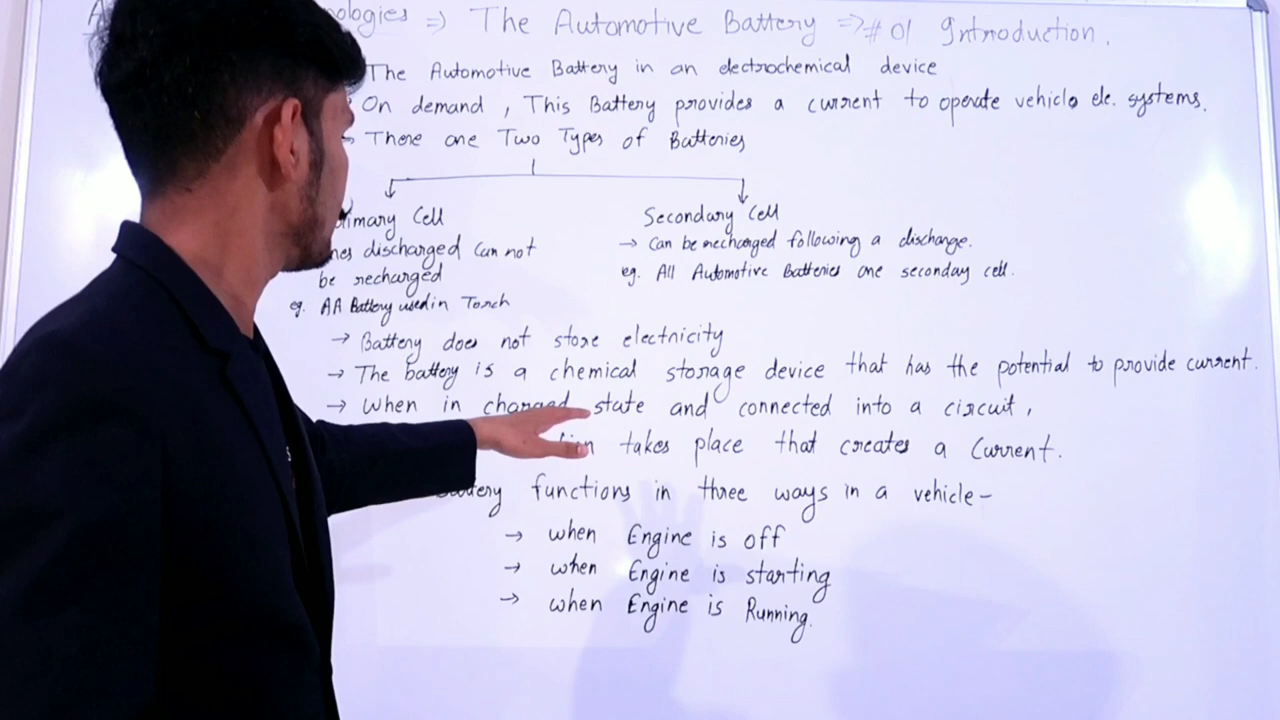 The Automotive Battery => # 01 Introduction.
The Automotive Battery in an electrochemical device
On demand, This Battery provides a current to operate vehicle ele. systems.
There are Two Types of Batteries
Cell
Secondary Cell
discharged Can not
be recharged
→ Can be recharged following a discharge.
eg. AA Battery used in Torch
eg. All Automotive Batteries are seconday cell.
→ Battery does not store electricity
→ The battery is a chemical storage device that has the potential to provide current.
→ When in charged state and connected into a circuit,
takes place that creates a Current.
functions in three ways in a vehicle-
→ when Engine is off
→ when Engine is starting
→ when Engine is Running.